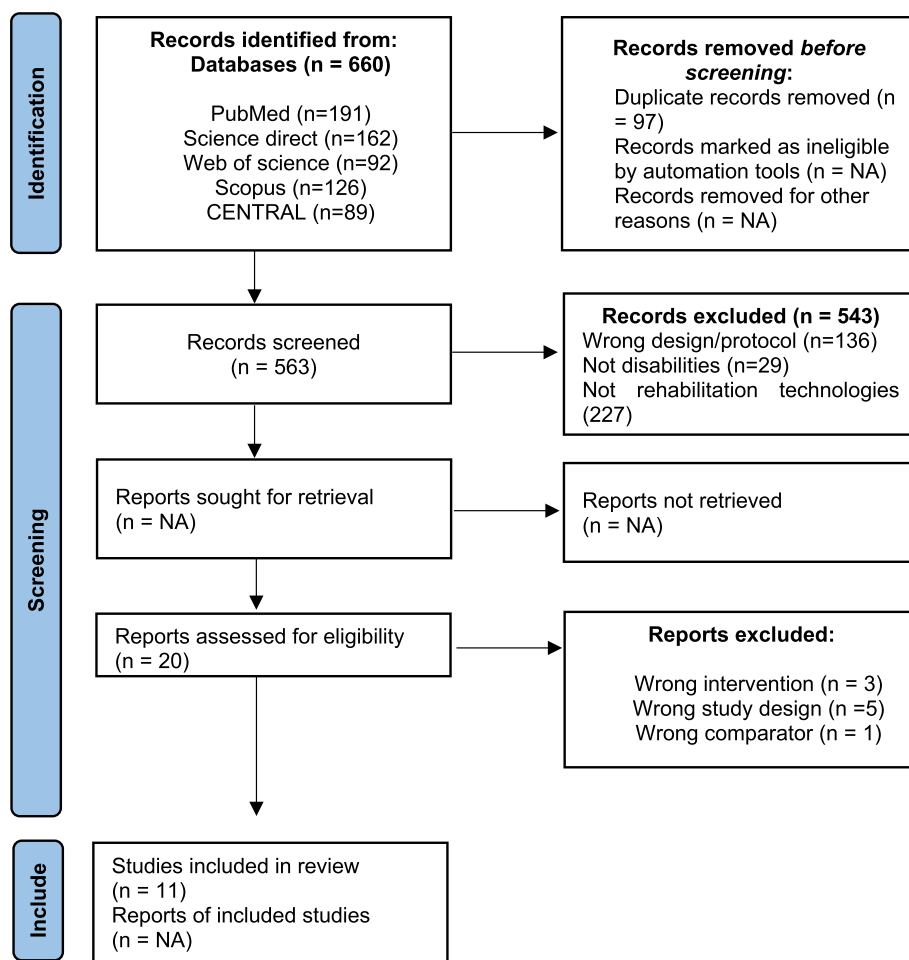 Identification
Records identified from:
Databases (n = 660)
PubMed (n=191)
Science direct (n=162)
Web of science (n=92)
Scopus (n=126)
CENTRAL (n=89)
Records removed before
screening:
Duplicate records removed (n
= 97)
Records marked as ineligible
by automation tools (n = NA)
Records removed for other
reasons (n = NA)
Screening
Records screened
(n = 563)
Records excluded (n = 543)
Wrong design/protocol (n=136)
Not disabilities (n=29)
Not rehabilitation technologies
(227)
Reports sought for retrieval
(n = NA)
Reports not retrieved
(n = NA)
Reports assessed for eligibility
(n = 20)
Reports excluded:
Wrong intervention (n = 3)
Wrong study design (n =5)
Wrong comparator (n = 1)
Include
Studies included in review
(n = 11)
Reports of included studies
(n = NA)